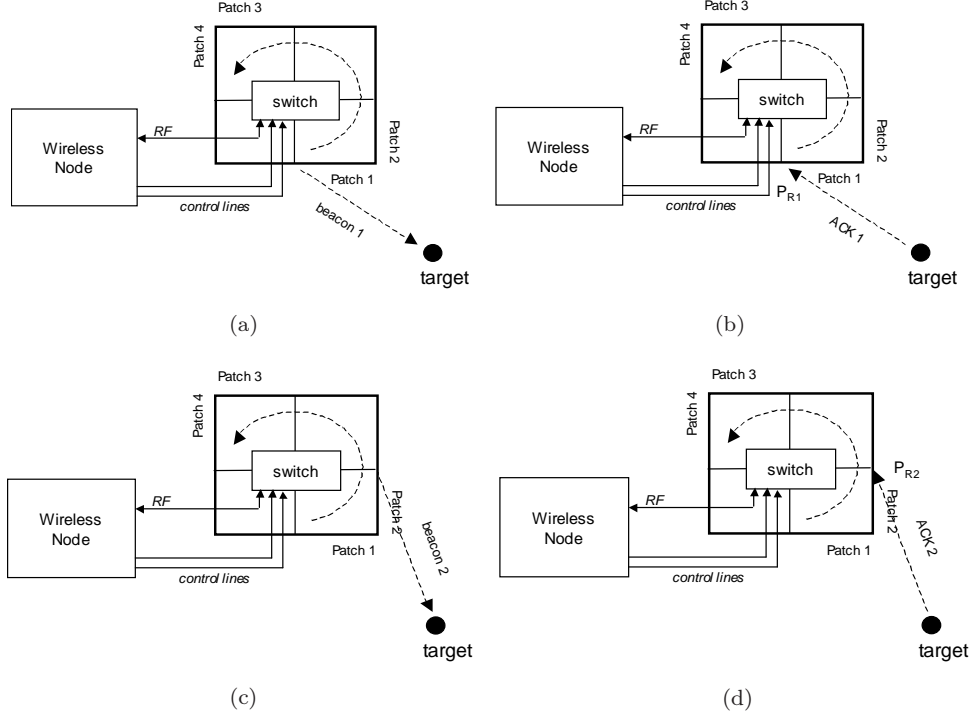 Patch 3
Patch 4
switch
Wireless
Node
RF
Patch 2
Patch 1
control lines
beacon 1
target
(a)
Patch 3
Patch 4
switch
Wireless
Node
RF
Patch 2
Patch 1
PR1
control lines
ACK 1
target
(b)
Patch 3
Patch 4
switch
Wireless
Node
RF
Patch 2
beacon 2
Patch 1
control lines
target
(c)
Patch 3
Patch 4
switch
PR2
Wireless
Node
RF
Patch 2
ACK 2
Patch 1
control lines
target
(d)